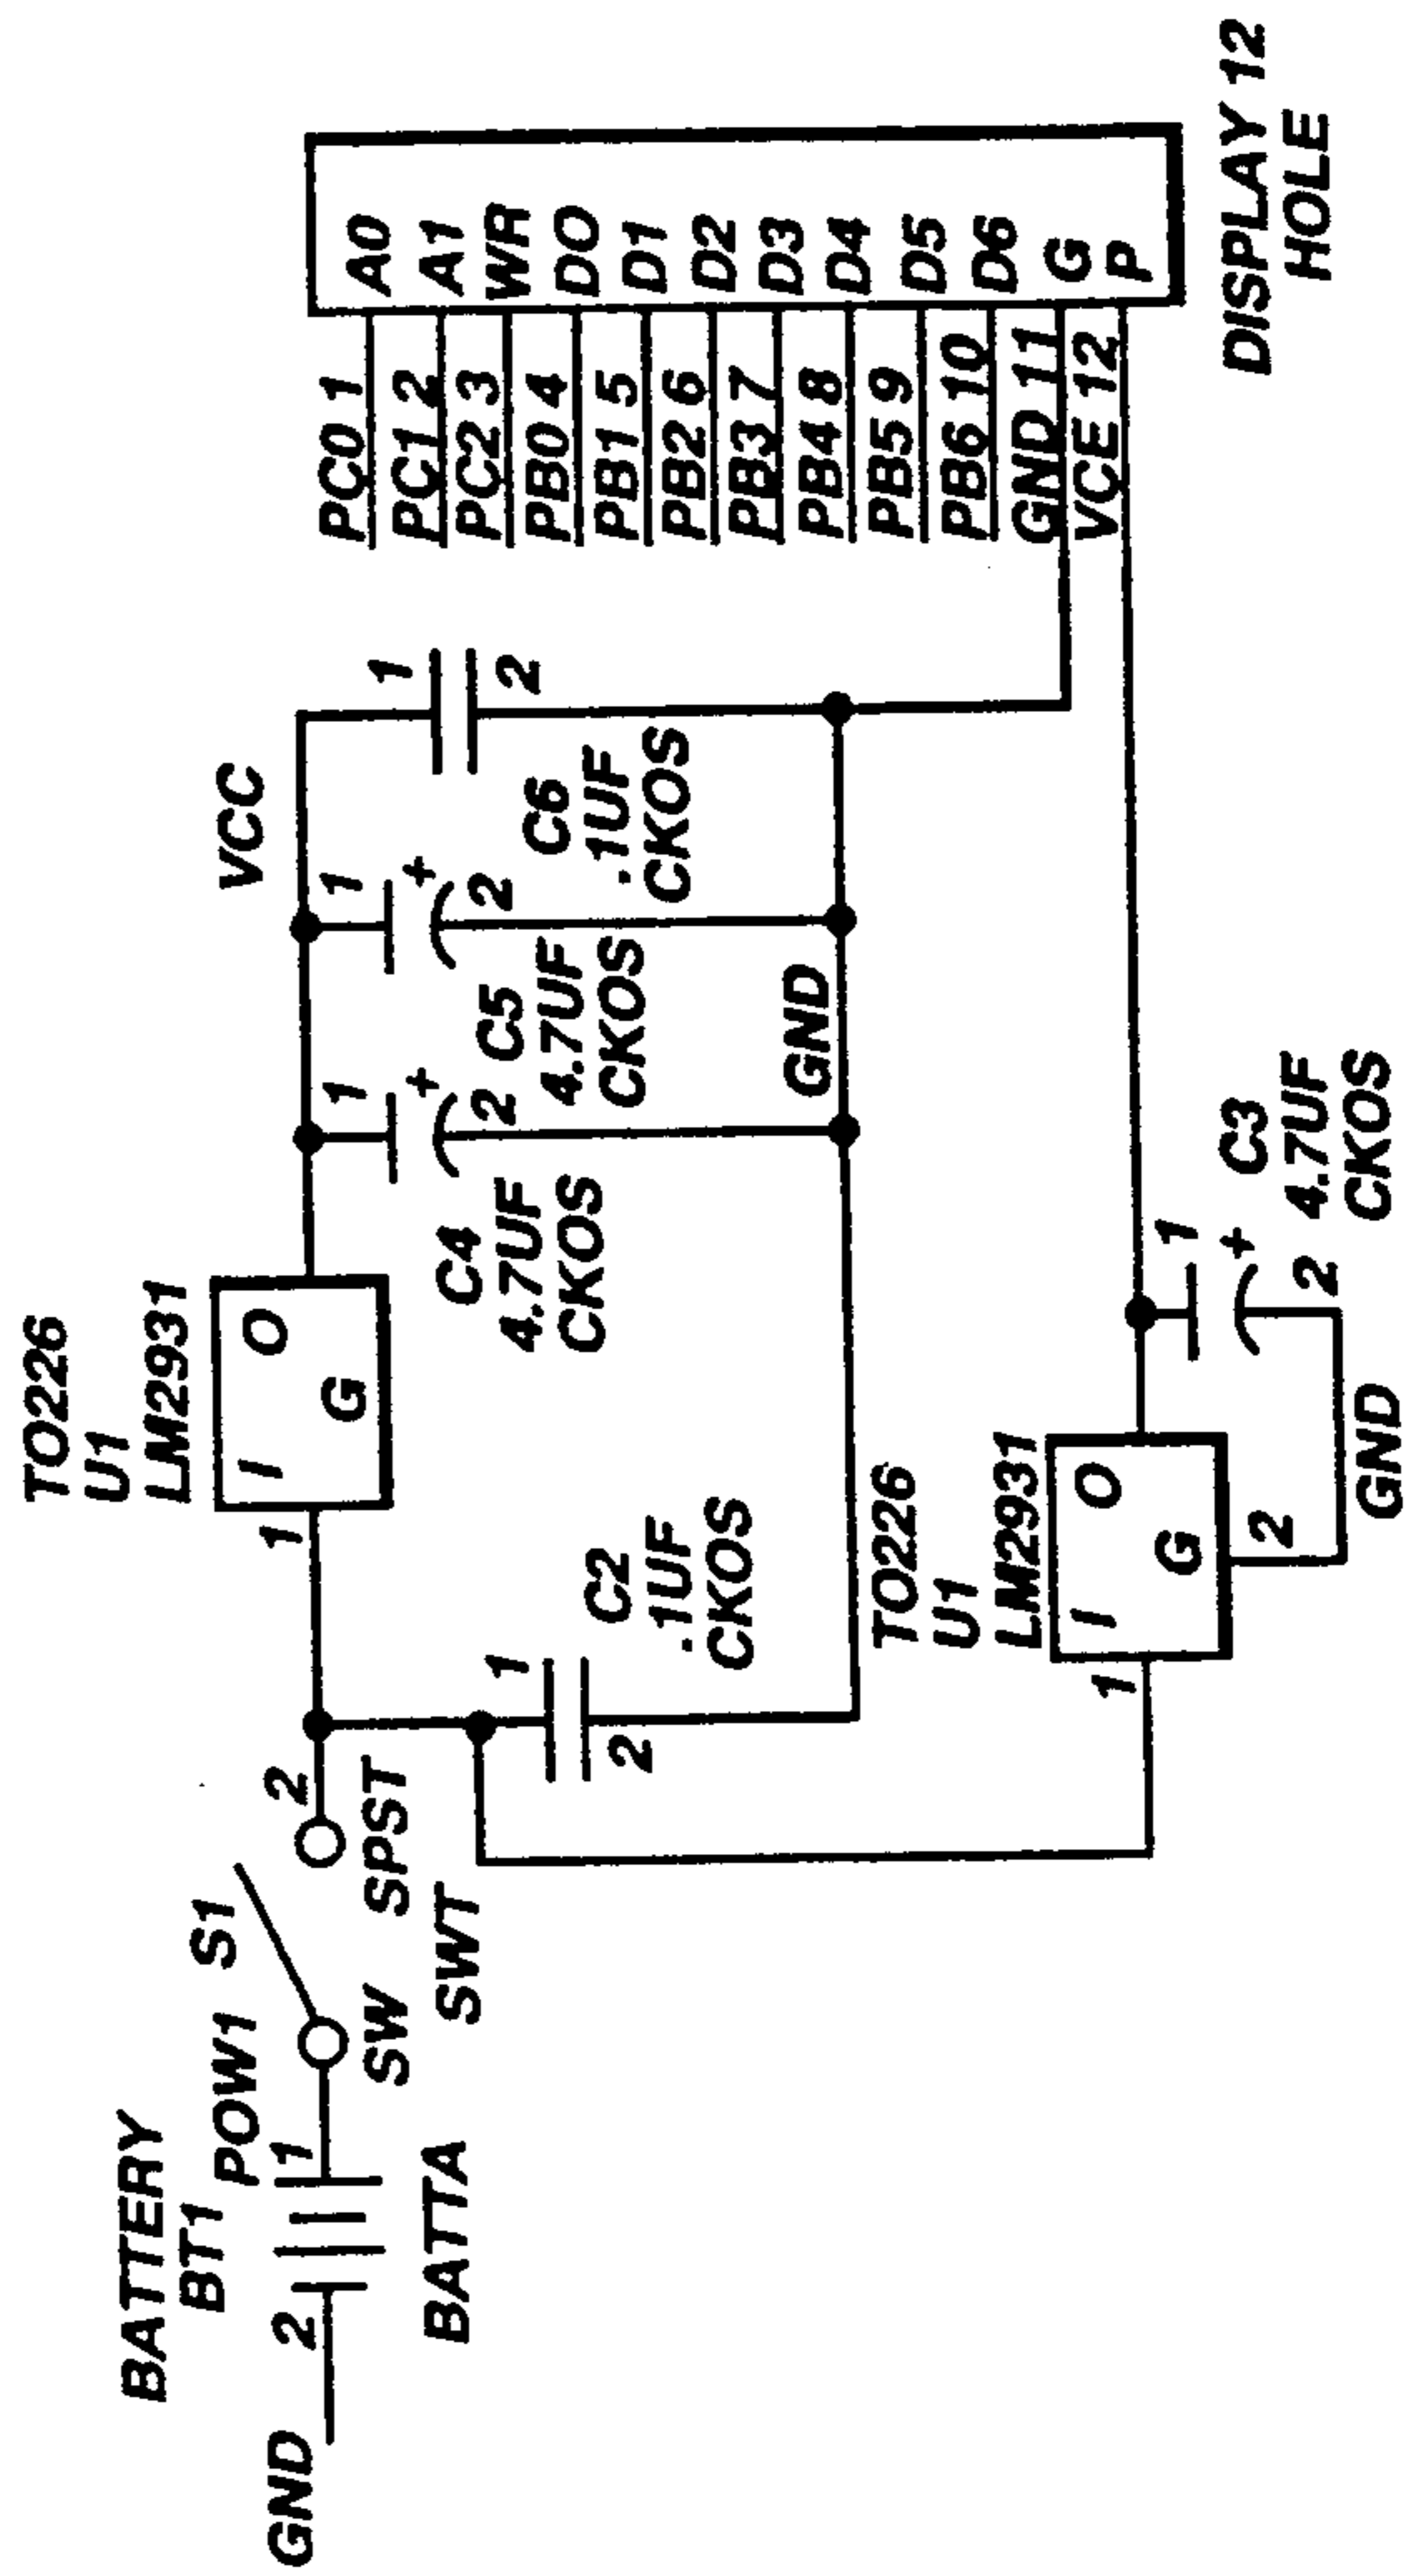 GND
2
BATTERY
BT1
1
BATTA
POW1 S1
SW SPST
SWT
2
TO226
U1
LM2931
1
I
O
G
1
2
C2
.1UF
CKOS
1
+
2
C4
4.7UF
CKOS
1
+
2
C5
4.7UF
CKOS
VCC
1
2
C6
.1UF
CKOS
GND
TO226
U1
LM2931
1
I
O
G
2
GND
1
+
2
C3
4.7UF
CKOS
PC0 1 A0
PC1 2 A1
PC2 3 WR
PB0 4 DO
PB1 5 D1
PB2 6 D2
PB3 7 D3
PB4 8 D4
PB5 9 D5
PB6 10 D6
GND 11 G
VCE 12 P
DISPLAY 12
HOLE